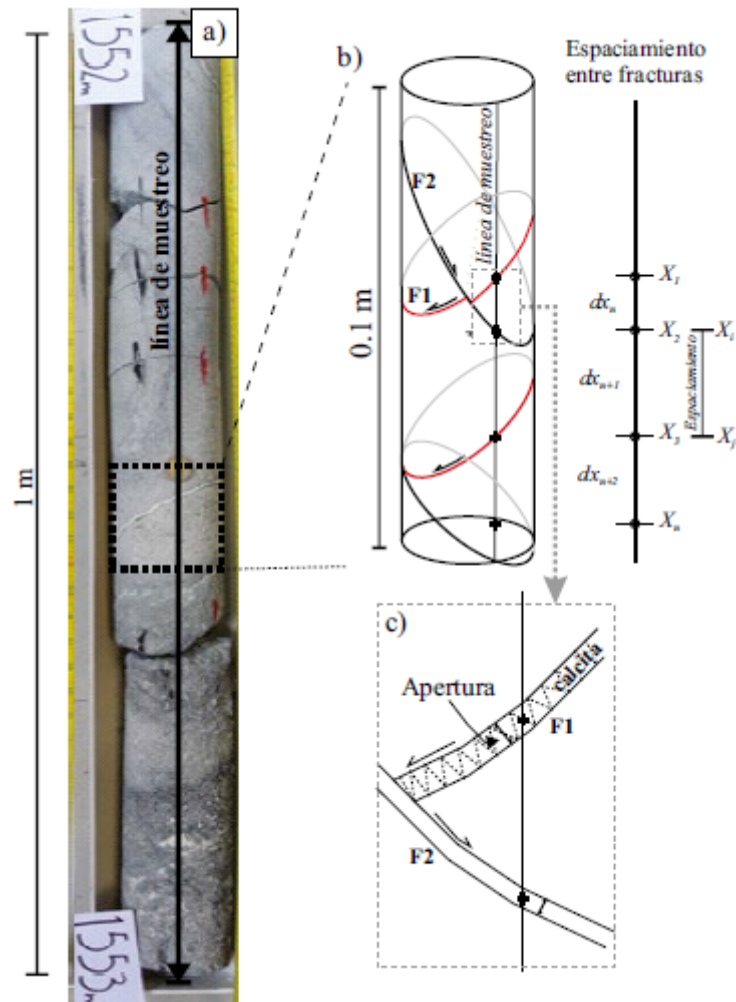 1552m
a)
línea de muestreo
1 m
1553m
b)
0.1 m
F2
F1
línea de muestreo
Espaciamiento
entre fracturas
X1
dxn
X2
Xi
Espaciamiento
dxn+1
X3
Xj
dxn+2
Xn
c)
calcita
Apertura
F1
F2